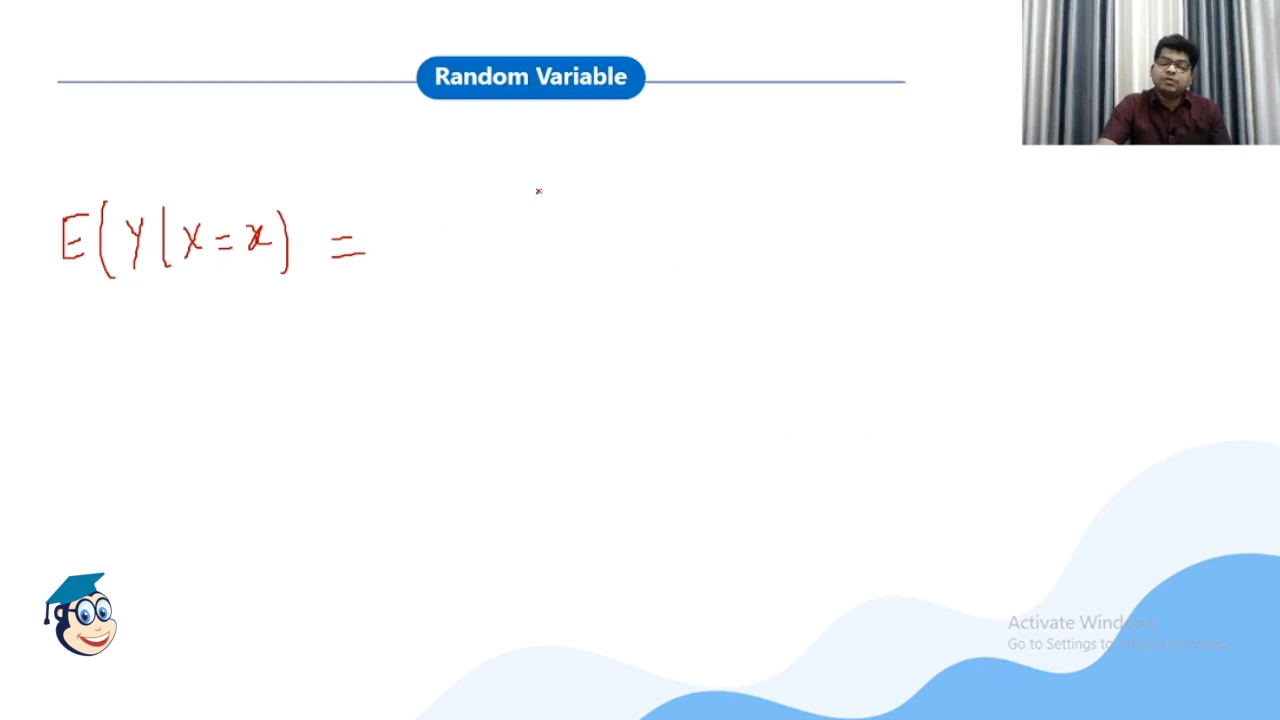 Random Variable
E(Y|X=x) =
Activate Windows